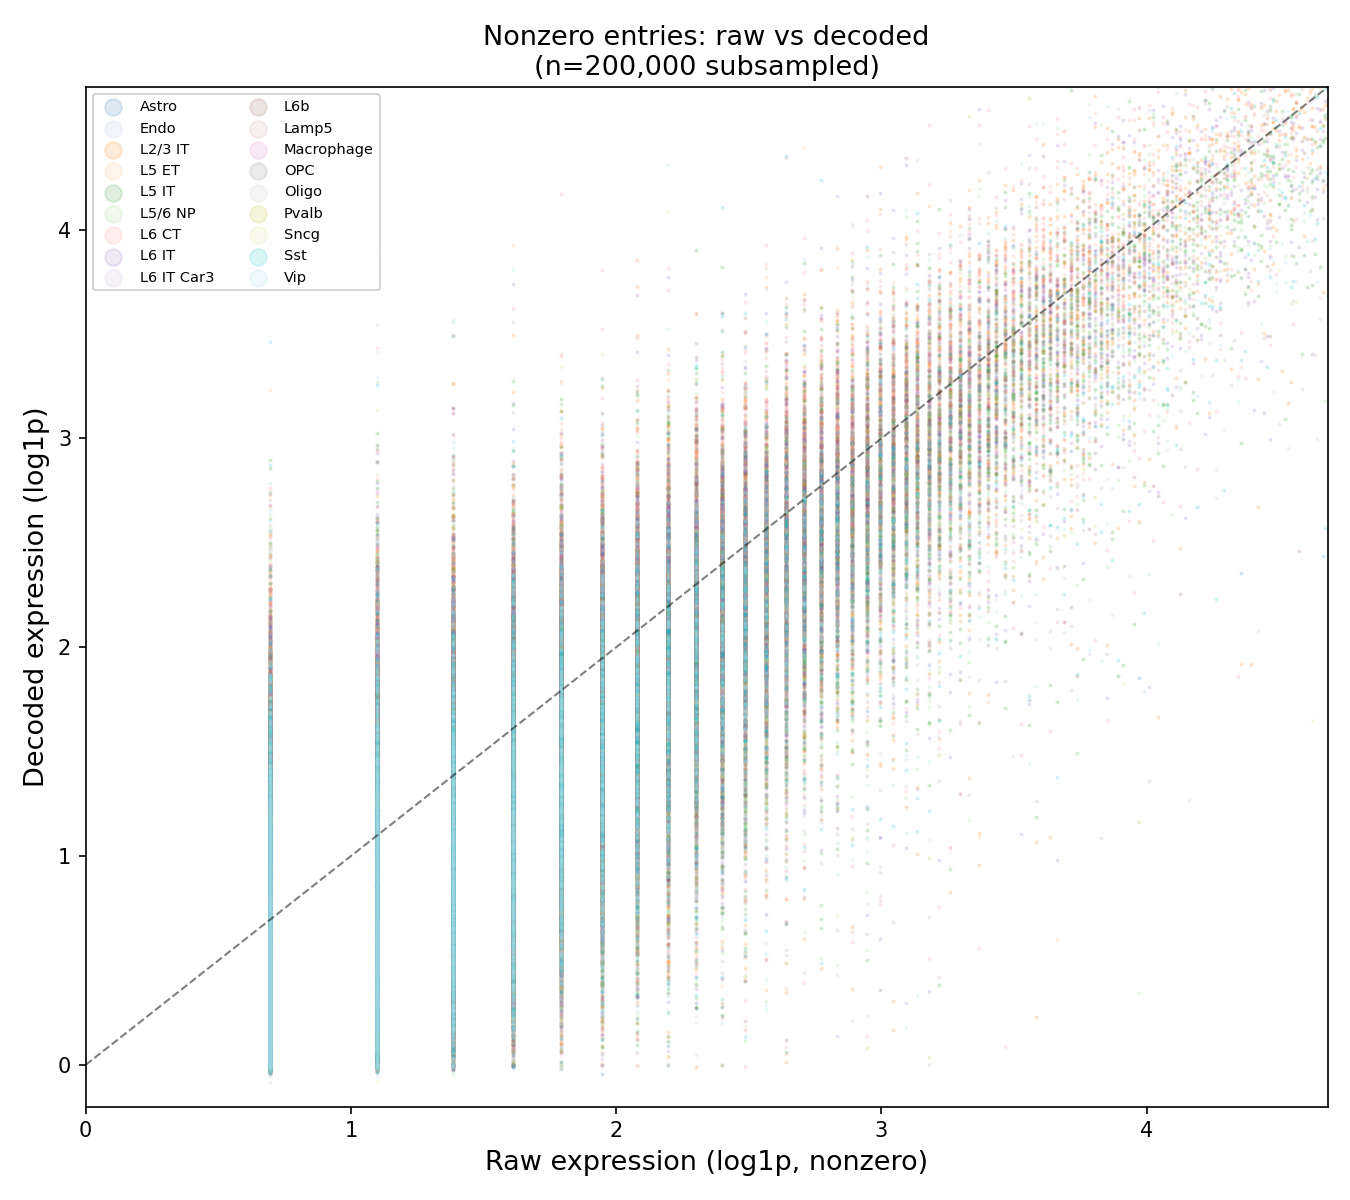 Nonzero entries: raw vs decoded
(n=200,000 subsampled)
Astro
Endo
L2/3 IT
L5 ET
L5 IT
L5/6 NP
L6 CT
L6 IT
L6 IT Car3
L6b
Lamp5
Macrophage
OPC
Oligo
Pvalb
Sncg
Sst
Vip
Decoded expression (log1p)
4
3
2
1
0
0 1 2 3 4
Raw expression (log1p, nonzero)